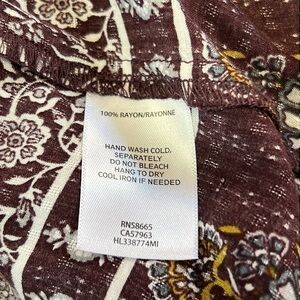 100% RAYON/RAYONNE
HAND WASH COLD,
SEPARATELY
DO NOT BLEACH
HANG TO DRY
COOL IRON IF NEEDED
RN58665
CA57963
HL338774MI